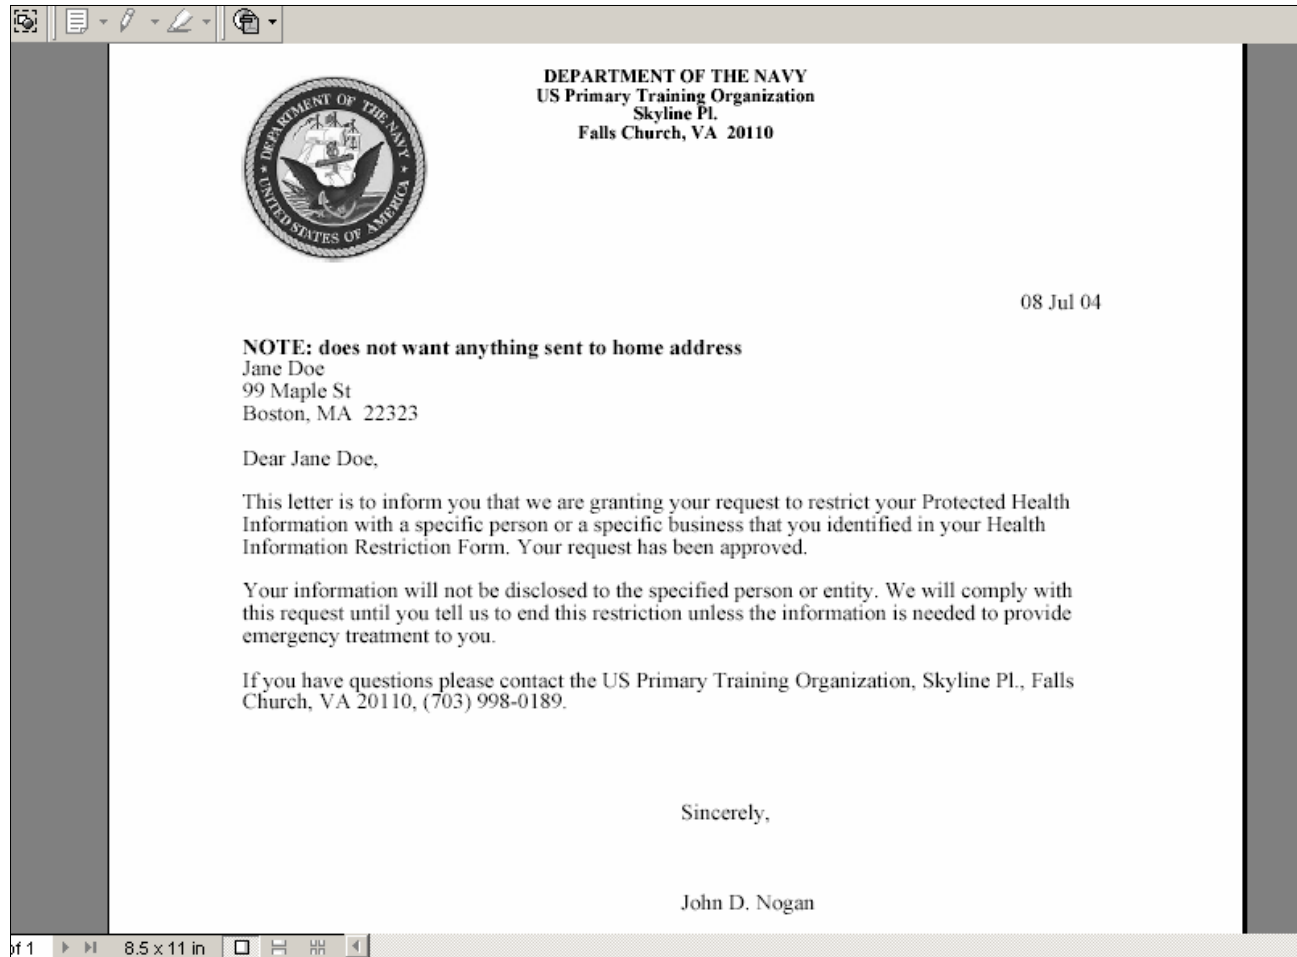 DEPARTMENT OF THE NAVY
US Primary Training Organization
Skyline Pl.
Falls Church, VA 20110
DEPARTMENT OF THE NAVY
UNITED STATES OF AMERICA
08 Jul 04
NOTE: does not want anything sent to home address
Jane Doe
99 Maple St
Boston, MA 22323
Dear Jane Doe,
This letter is to inform you that we are granting your request to restrict your Protected Health
Information with a specific person or a specific business that you identified in your Health
Information Restriction Form. Your request has been approved.
Your information will not be disclosed to the specified person or entity. We will comply with
this request until you tell us to end this restriction unless the information is needed to provide
emergency treatment to you.
If you have questions please contact the US Primary Training Organization, Skyline Pl., Falls
Church, VA 20110, (703) 998-0189.
Sincerely,
John D. Nogan
of 1
8.5 x 11 in